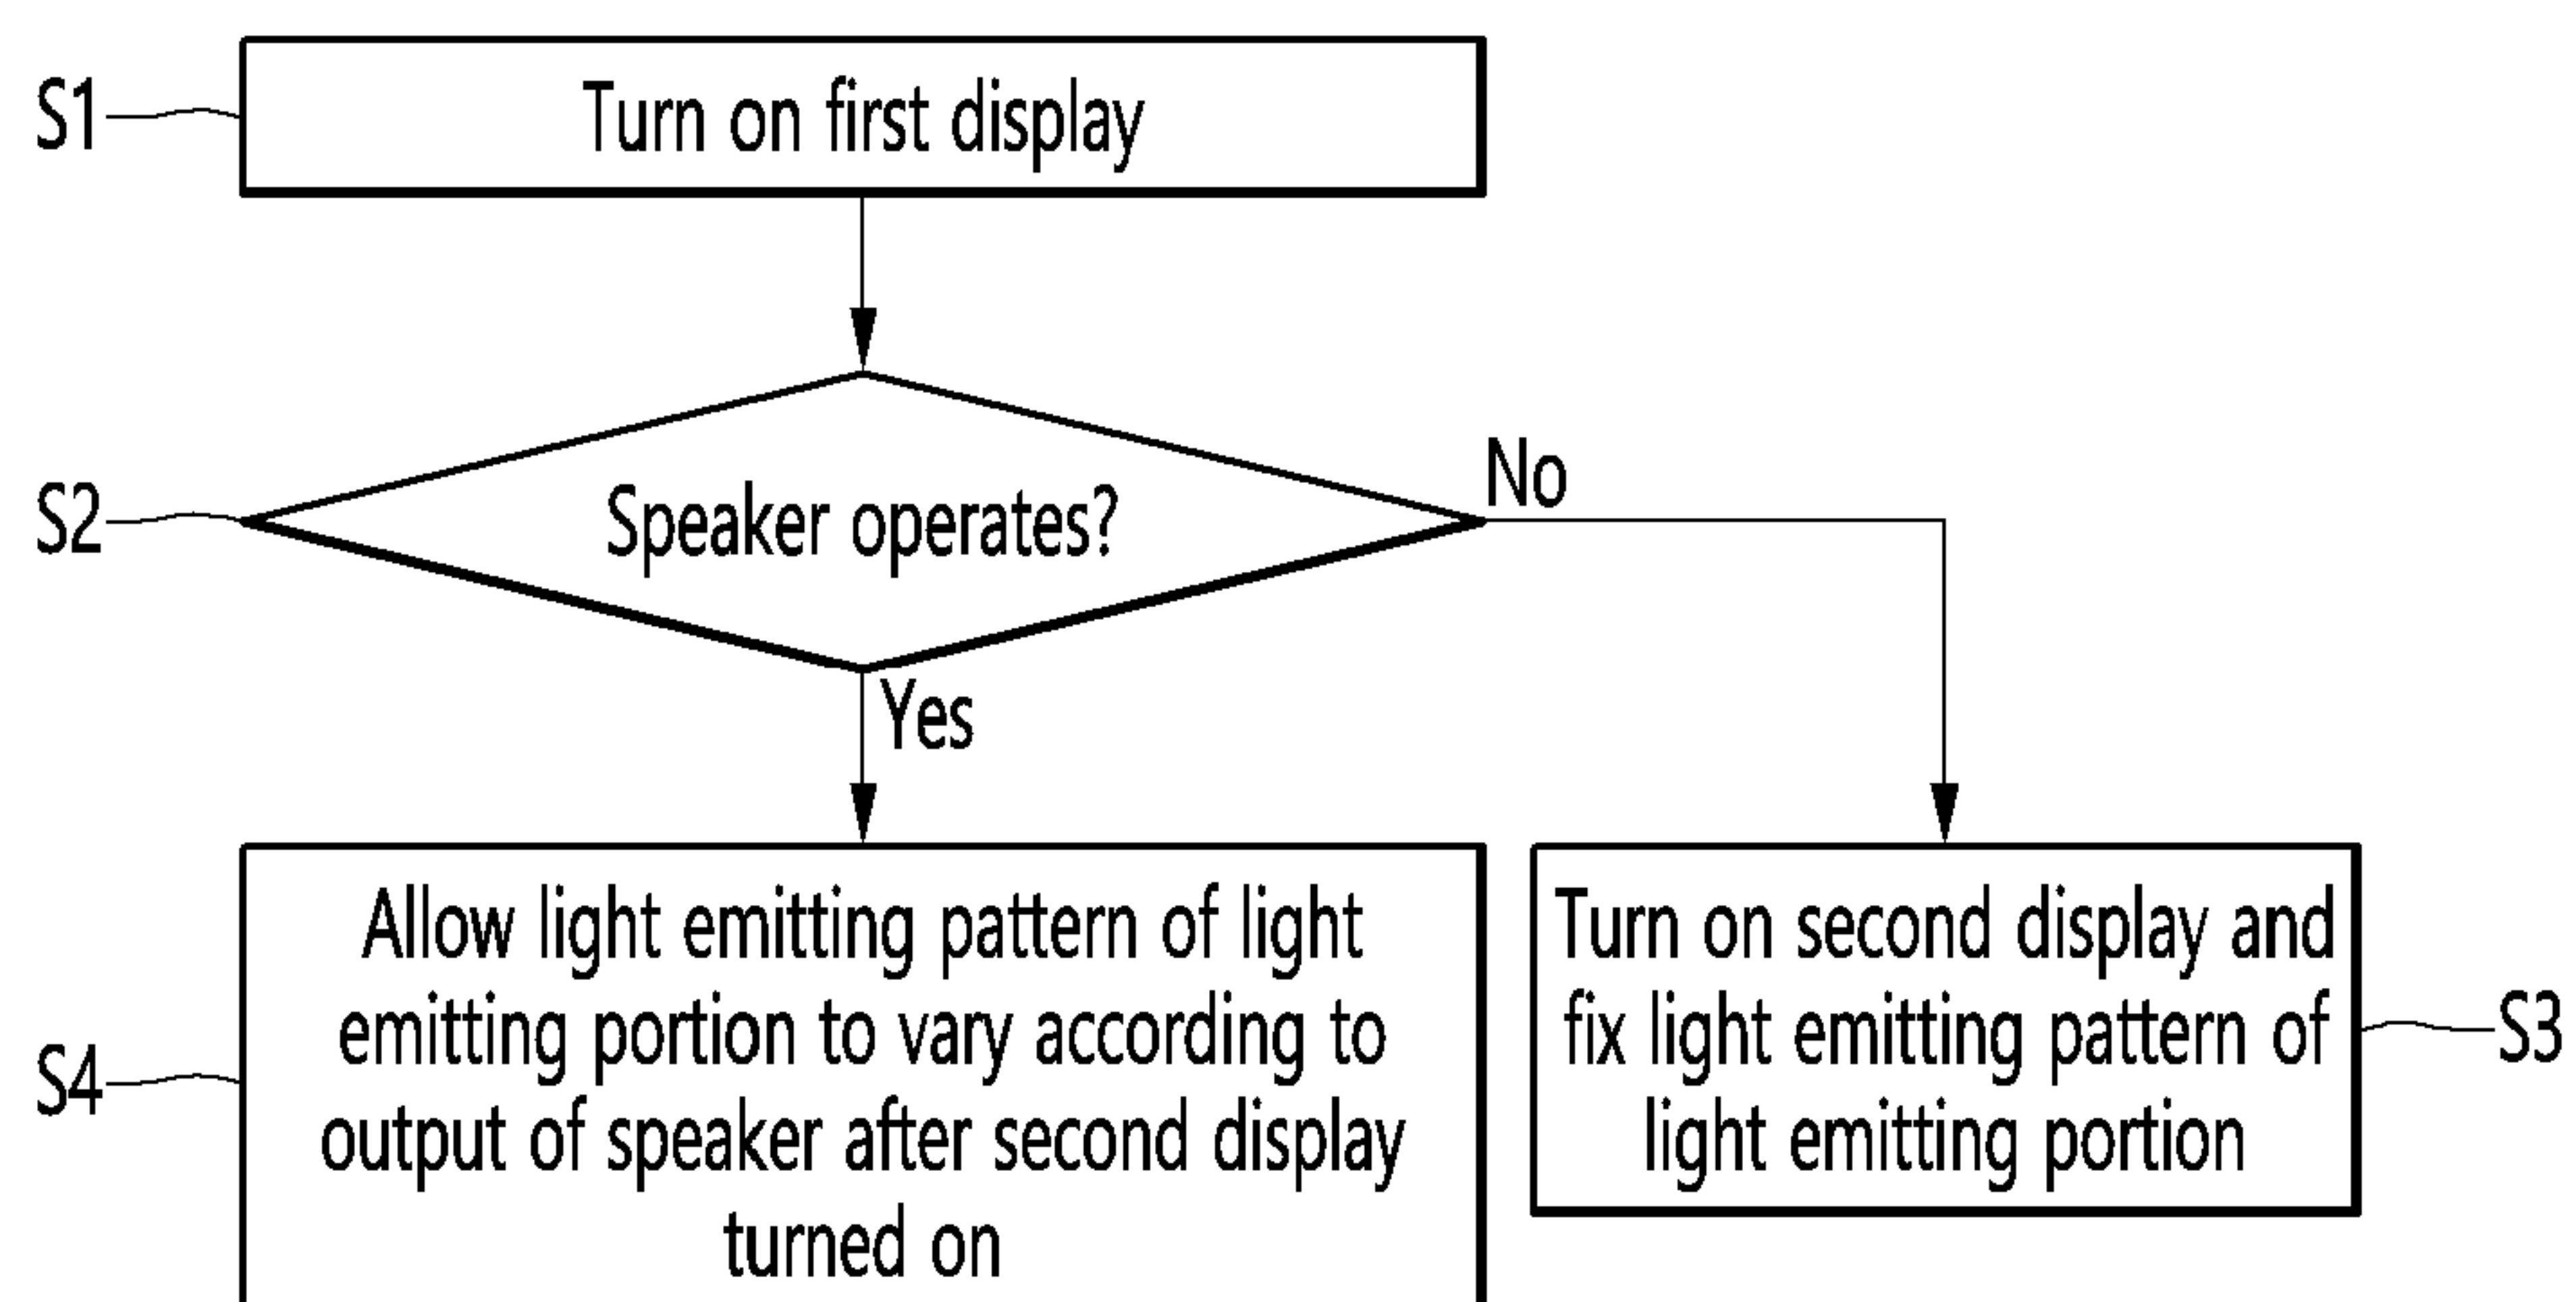 S1
Turn on first display
S2
Speaker operates?
No
Yes
S4
Allow light emitting pattern of light
emitting portion to vary according to
output of speaker after second display
turned on
Turn on second display and
fix light emitting pattern of
light emitting portion
S3